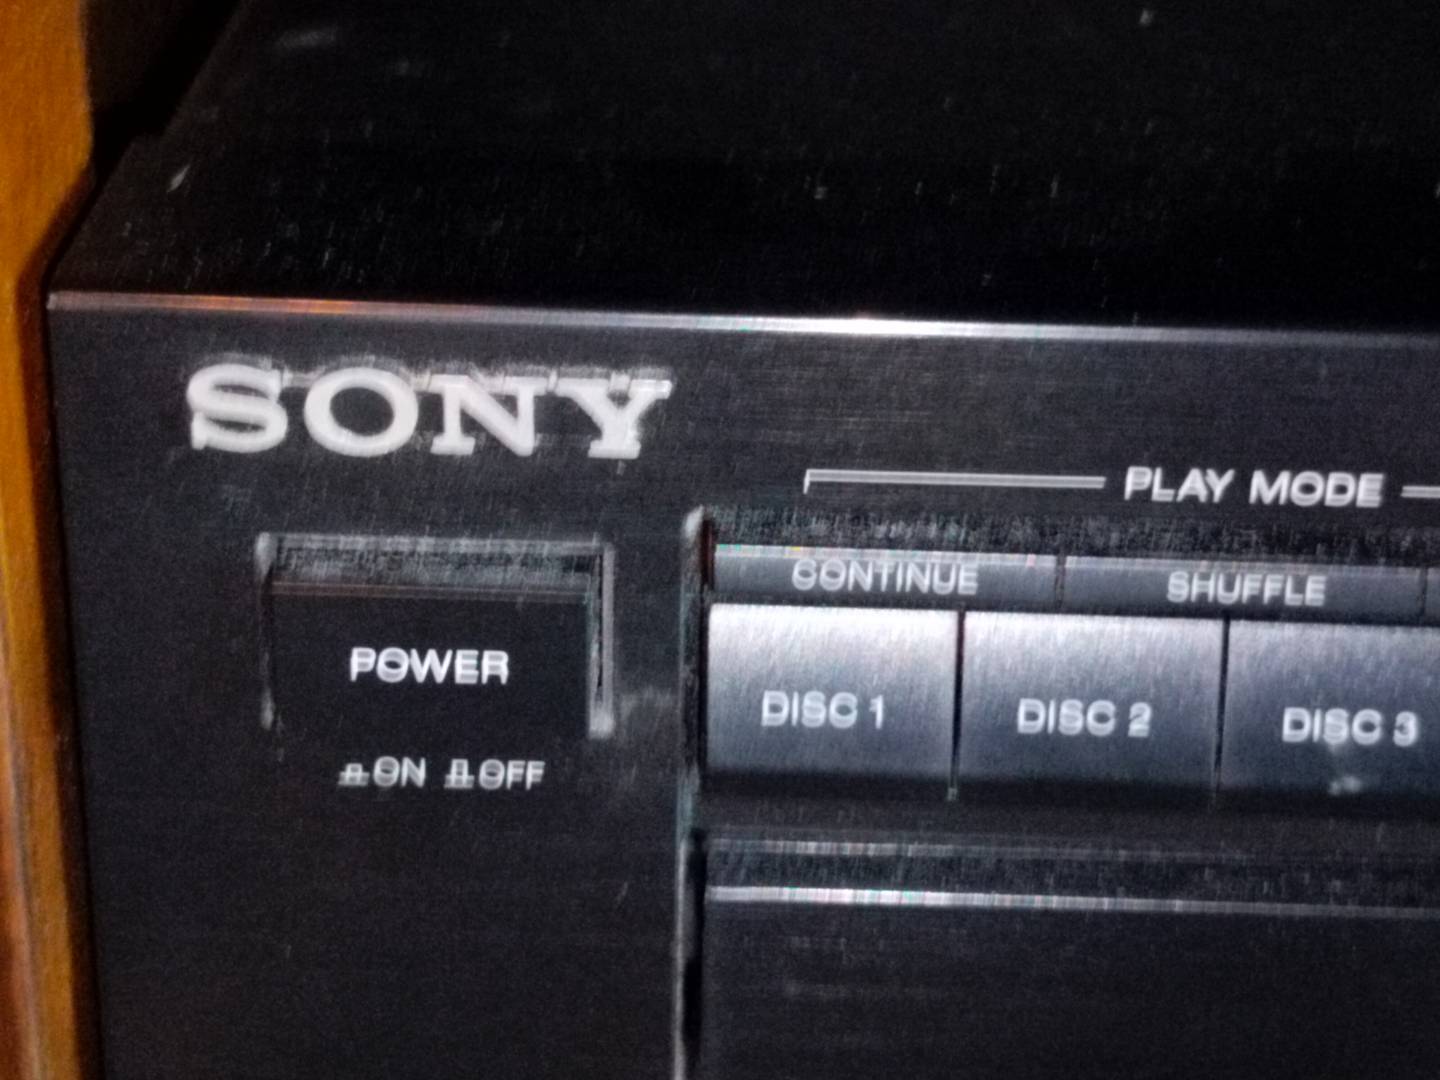 SONY
PLAY MODE
CONTINUE SHUFFLE
POWER
DISC 1 DISC 2 DISC 3
ON OFF